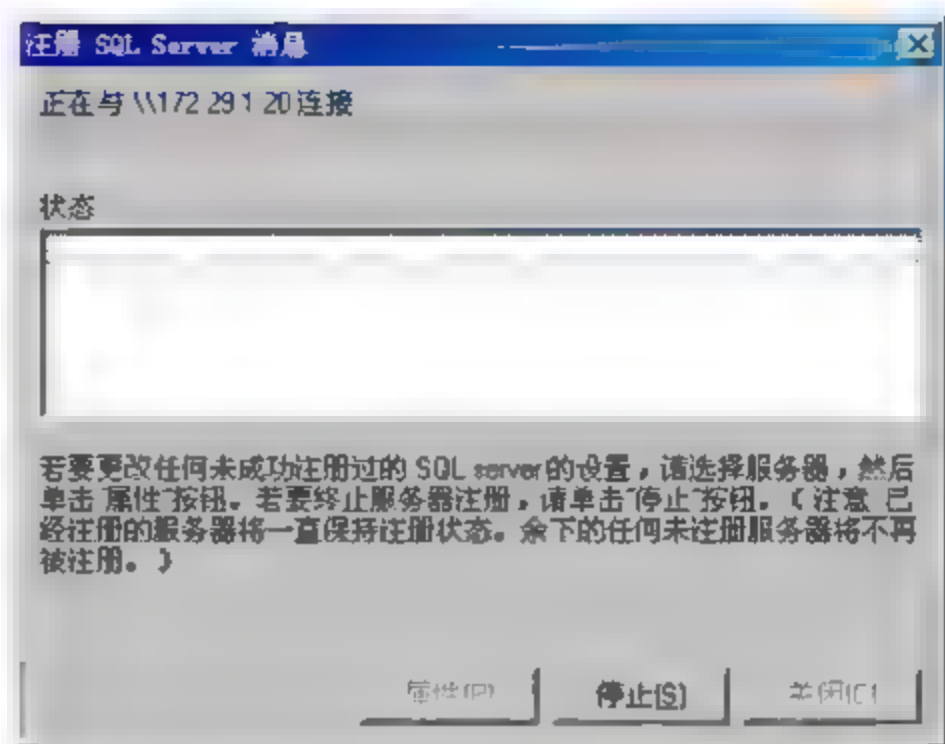 注册 SQL Server 消息
正在与 \\172 29 1 20 连接
状态
若要更改任何未成功注册过的 SQL server的设置，请选择服务器，然后
单击“属性”按钮。若要终止服务器注册，请单击“停止”按钮。（注意 已
经注册的服务器将一直保持注册状态。余下的任何未注册服务器将不再
被注册。）
属性(P) 停止(S) 关闭(C)